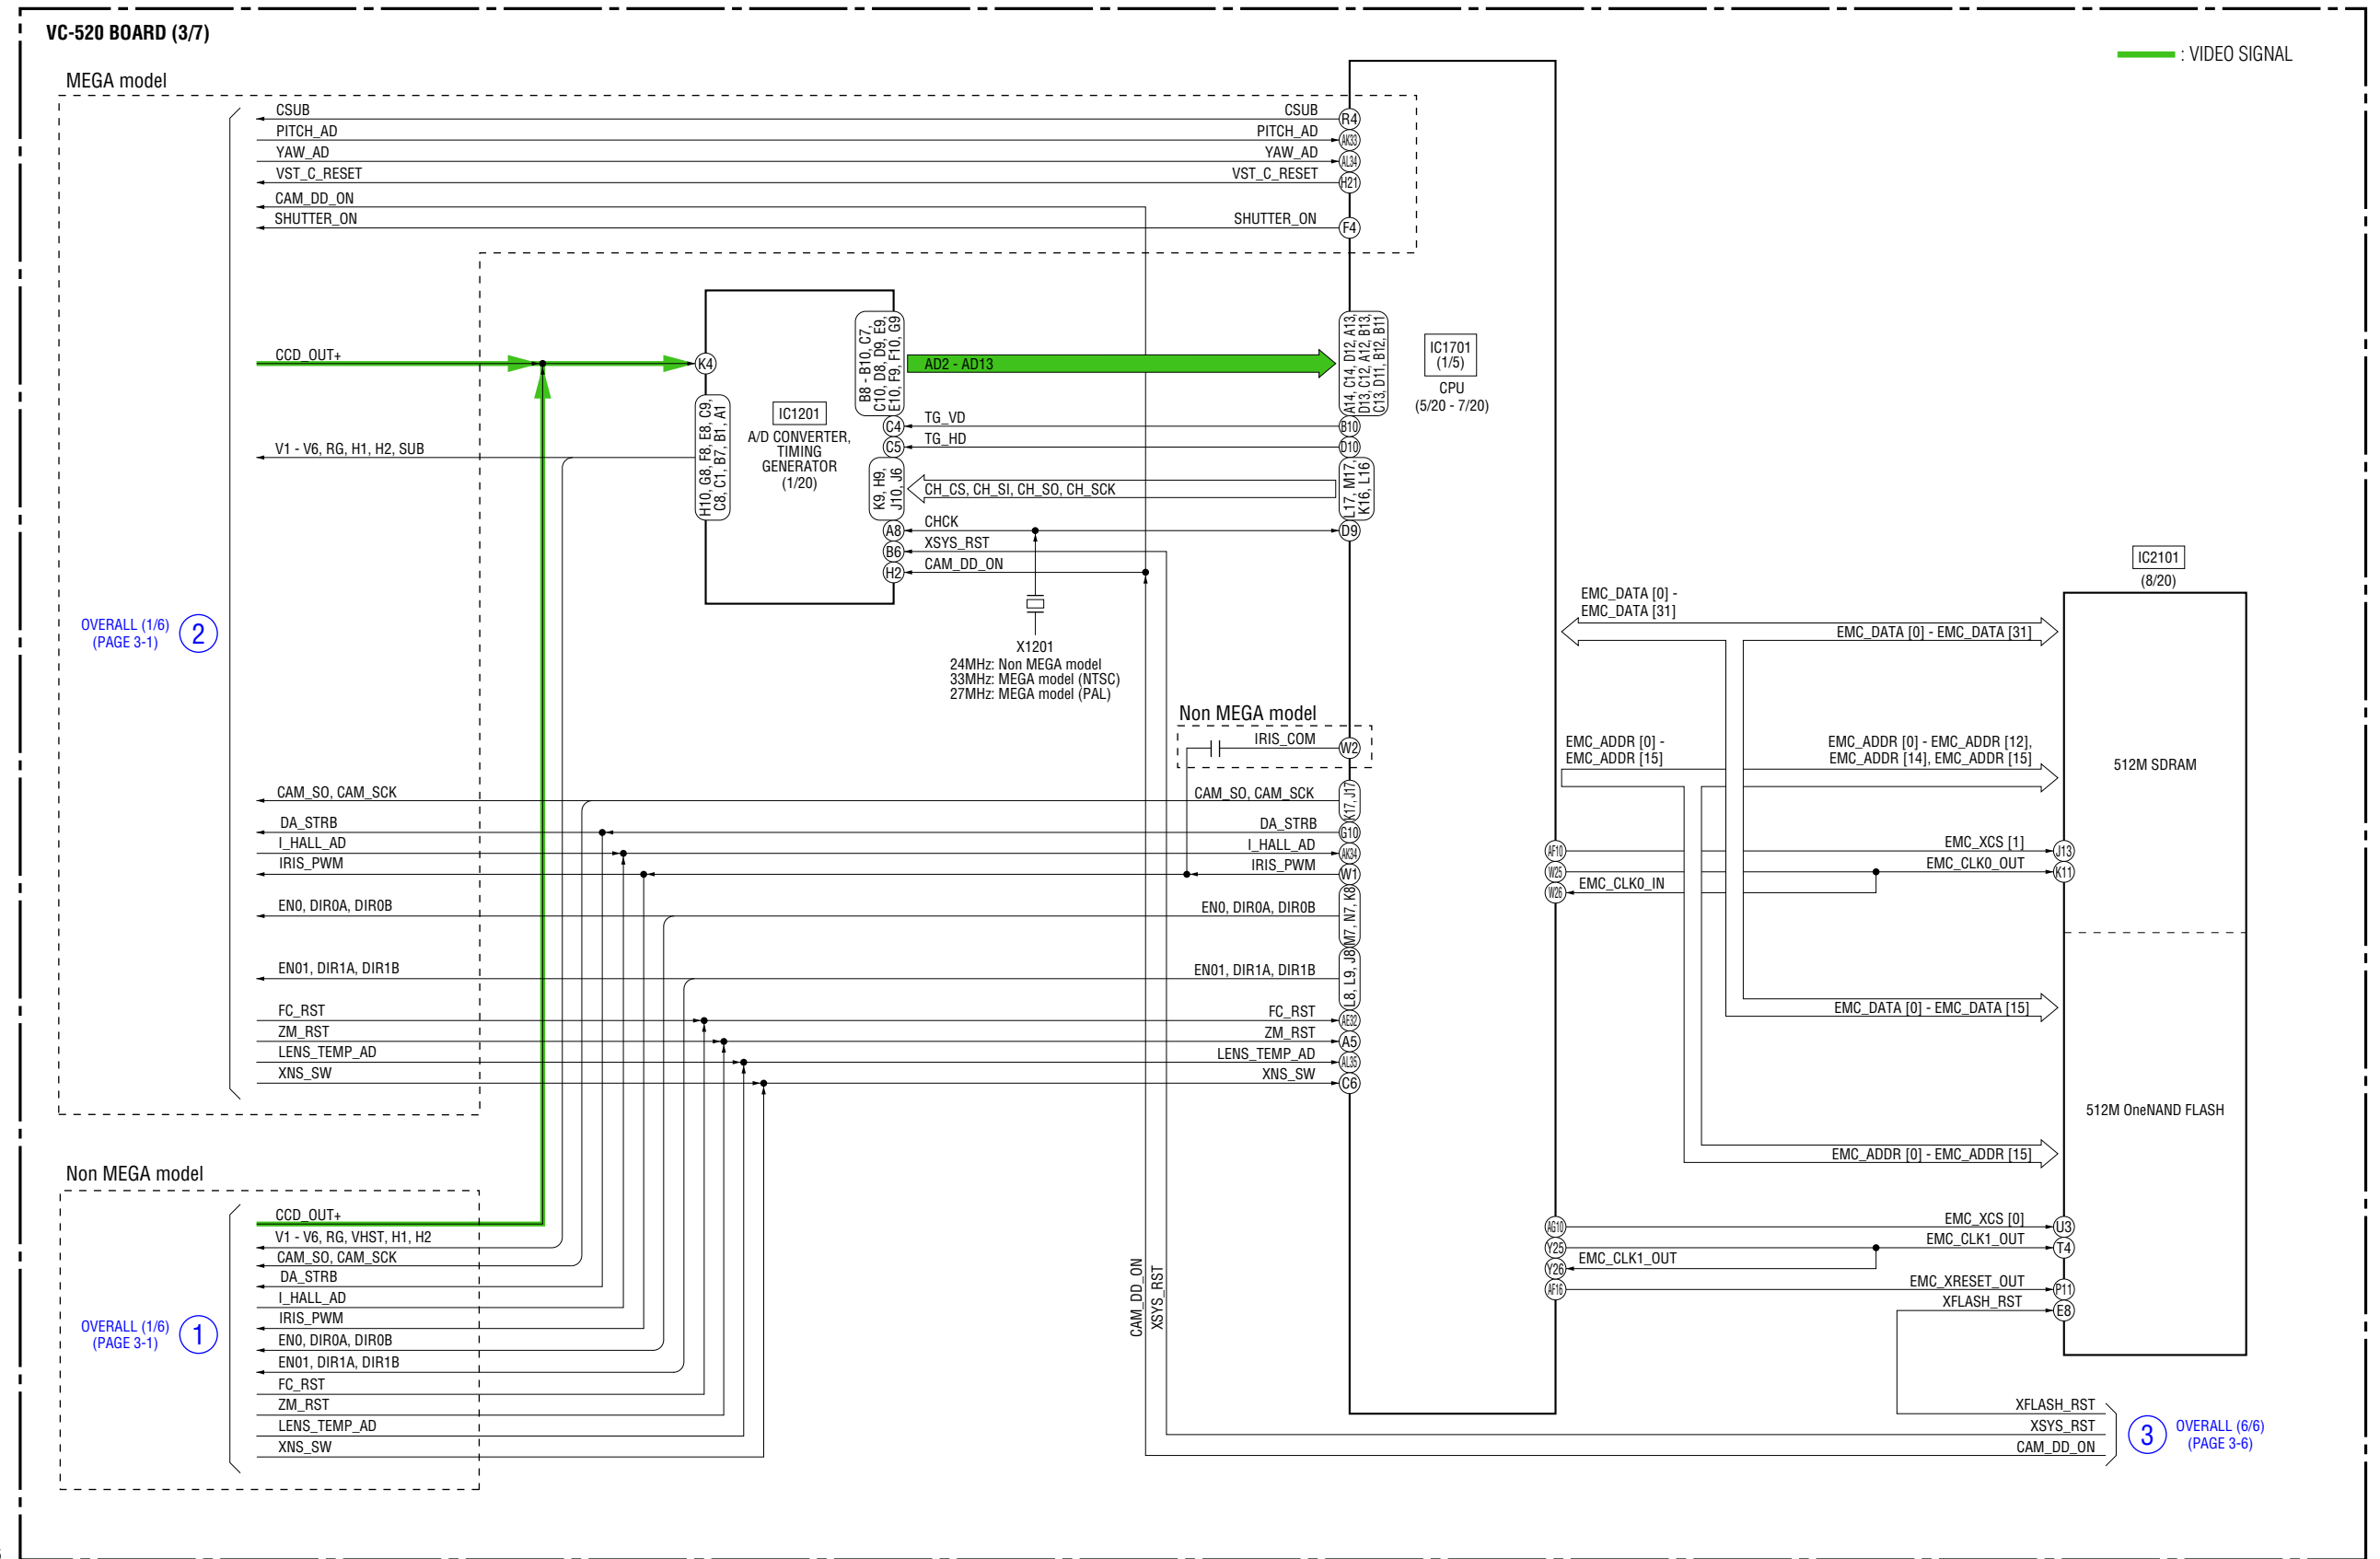 VC-520 BOARD (3/7)
: VIDEO SIGNAL
MEGA model
CSUB
CSUB
R4
PITCH_AD
PITCH_AD
AK33
YAW_AD
YAW_AD
AL34
VST_C_RESET
VST_C_RESET
H21
CAM_DD_ON
SHUTTER_ON
SHUTTER_ON
F4
CCD_OUT+
K4
B8 - B10, C7,
C10, D8, D9, E9,
E10, F9, F10, G9
AD2 - AD13
A14, C14, D12, A13,
D13, C12, A12, B13,
C13, D11, B12, B11
IC1701
(1/5)
CPU
(5/20 - 7/20)
IC1201
A/D CONVERTER,
TIMING
GENERATOR
(1/20)
H10, G8, F8, E8, C9,
C8, C1, B7, B1, A1
V1 - V6, RG, H1, H2, SUB
C4
TG_VD
B10
C5
TG_HD
D10
K9, H9,
J10, J6
CH_CS, CH_SI, CH_SO, CH_SCK
L17, M17,
K16, L16
A8
CHCK
D9
B6
XSYS_RST
H2
CAM_DD_ON
X1201
24MHz: Non MEGA model
33MHz: MEGA model (NTSC)
27MHz: MEGA model (PAL)
OVERALL (1/6)
(PAGE 3-1)
2
IC2101
(8/20)
EMC_DATA [0] -
EMC_DATA [31]
EMC_DATA [0] - EMC_DATA [31]
Non MEGA model
IRIS_COM
W2
EMC_ADDR [0] -
EMC_ADDR [15]
EMC_ADDR [0] - EMC_ADDR [12],
EMC_ADDR [14], EMC_ADDR [15]
512M SDRAM
CAM_SO, CAM_SCK
CAM_SO, CAM_SCK
K17, J17
DA_STRB
DA_STRB
G10
I_HALL_AD
I_HALL_AD
AK34
IRIS_PWM
IRIS_PWM
W1
EN0, DIR0A, DIR0B
EN0, DIR0A, DIR0B
M7, N7, K8
EN01, DIR1A, DIR1B
EN01, DIR1A, DIR1B
L8, L9, J8
FC_RST
FC_RST
AE32
ZM_RST
ZM_RST
A5
LENS_TEMP_AD
LENS_TEMP_AD
AL35
XNS_SW
XNS_SW
C6
AF10
EMC_XCS [1]
J13
W25
EMC_CLK0_OUT
K11
W26
EMC_CLK0_IN
EMC_DATA [0] - EMC_DATA [15]
512M OneNAND FLASH
EMC_ADDR [0] - EMC_ADDR [15]
AG10
EMC_XCS [0]
U3
Y25
EMC_CLK1_OUT
T4
Y26
EMC_CLK1_OUT
AF16
EMC_XRESET_OUT
P11
XFLASH_RST
E8
Non MEGA model
CCD_OUT+
V1 - V6, RG, VHST, H1, H2
CAM_SO, CAM_SCK
DA_STRB
I_HALL_AD
IRIS_PWM
EN0, DIR0A, DIR0B
EN01, DIR1A, DIR1B
FC_RST
ZM_RST
LENS_TEMP_AD
XNS_SW
OVERALL (1/6)
(PAGE 3-1)
1
CAM_DD_ON
XSYS_RST
XFLASH_RST
XSYS_RST
CAM_DD_ON
3
OVERALL (6/6)
(PAGE 3-6)